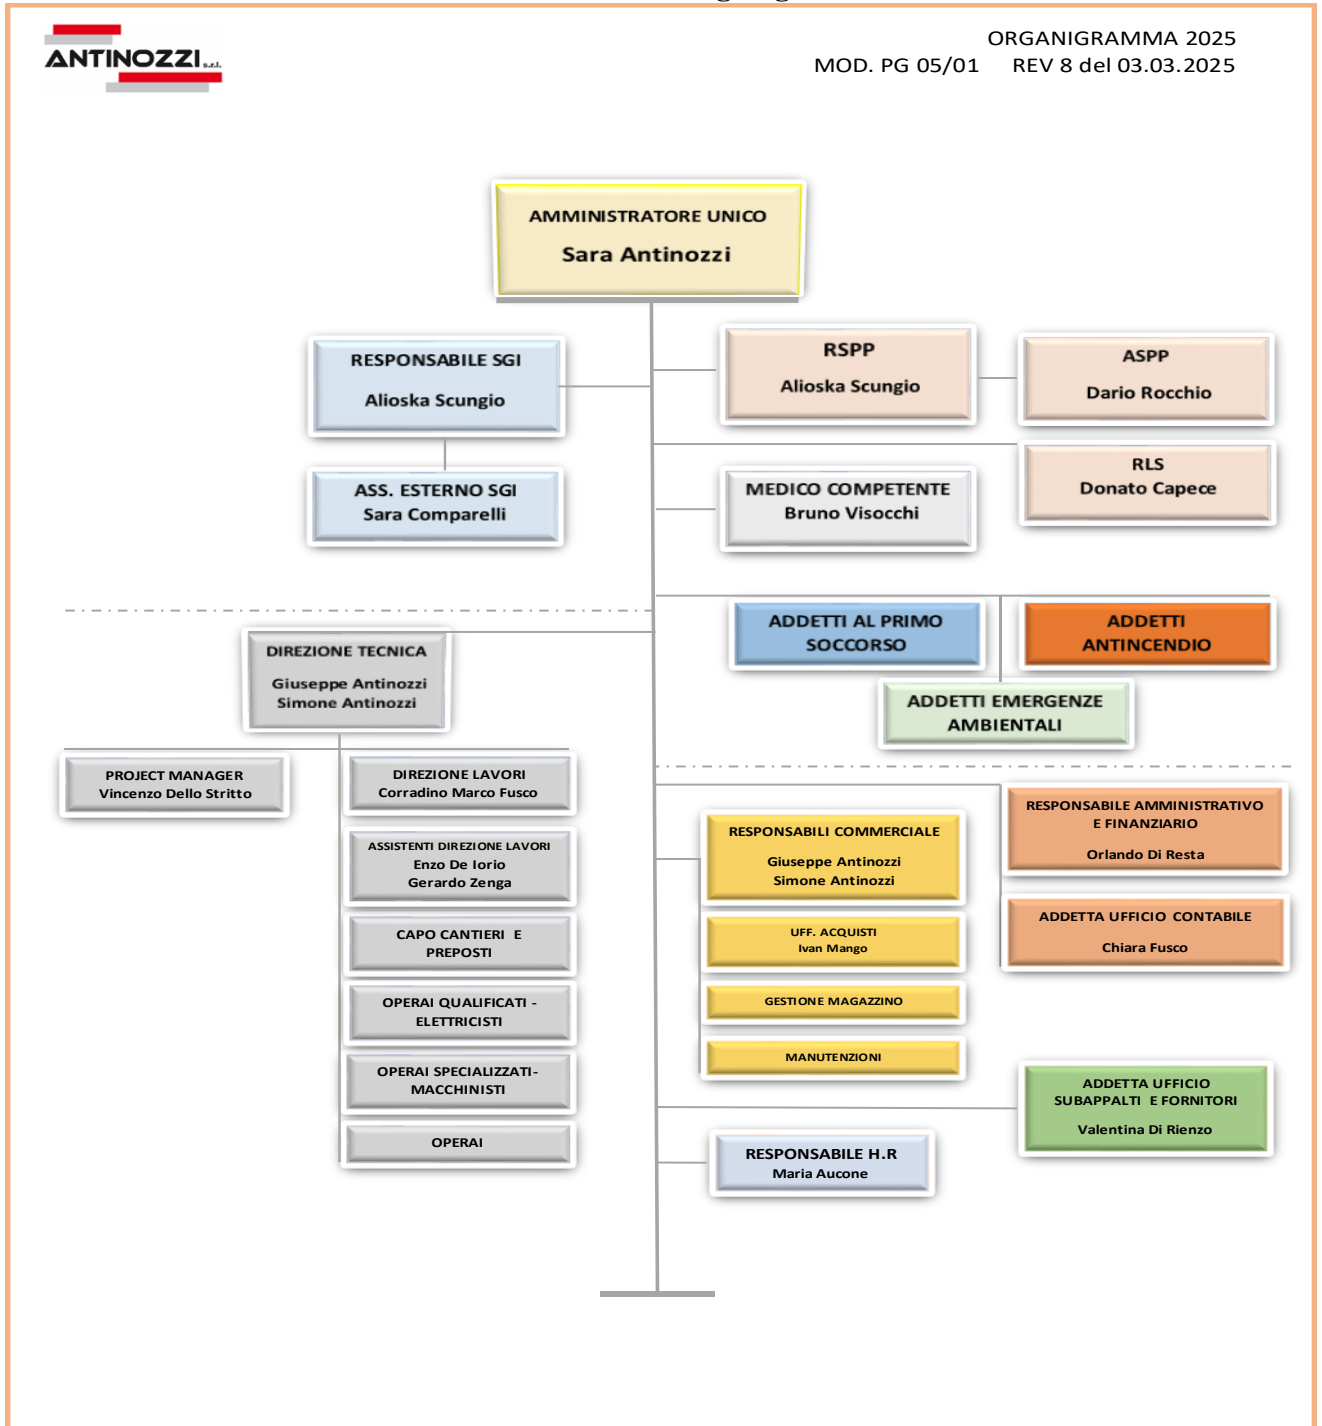 ANTINOZZI s.r.l.
ORGANIGRAMMA 2025
MOD. PG 05/01 REV 8 del 03.03.2025
AMMINISTRATORE UNICO
Sara Antinozzi
RESPONSABILE SGI
Alioska Scungio
RSPP
Alioska Scungio
ASPP
Dario Rocchio
ASS. ESTERNO SGI
Sara Comparelli
MEDICO COMPETENTE
Bruno Visocchi
RLS
Donato Capece
ADDETTI AL PRIMO
SOCCORSO
ADDETTI
ANTINCENDIO
ADDETTI EMERGENZE
AMBIENTALI
DIREZIONE TECNICA
Giuseppe Antinozzi
Simone Antinozzi
PROJECT MANAGER
Vincenzo Dello Stritto
DIREZIONE LAVORI
Corradino Marco Fusco
ASSISTENTI DIREZIONE LAVORI
Enzo De Iorio
Gerardo Zenga
CAPO CANTIERI E
PREPOSTI
OPERAI QUALIFICATI -
ELETTRICISTI
OPERAI SPECIALIZZATI-
MACCHINISTI
OPERAI
RESPONSABILI COMMERCIALE
Giuseppe Antinozzi
Simone Antinozzi
UFF. ACQUISTI
Ivan Mango
GESTIONE MAGAZZINO
MANUTENZIONI
RESPONSABILE AMMINISTRATIVO
E FINANZIARIO
Orlando Di Resta
ADDETTA UFFICIO CONTABILE
Chiara Fusco
ADDETTA UFFICIO
SUBAPPALTI E FORNITORI
Valentina Di Rienzo
RESPONSABILE H.R
Maria Aucone